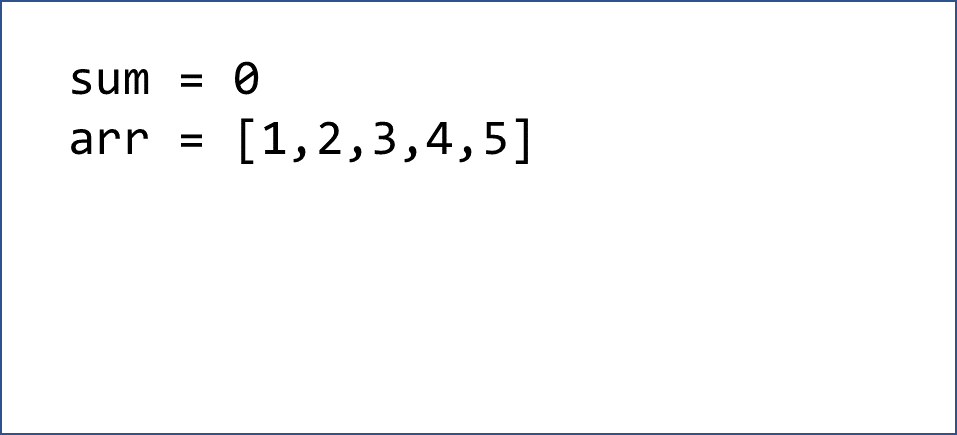 sum = 0
arr = [1,2,3,4,5]